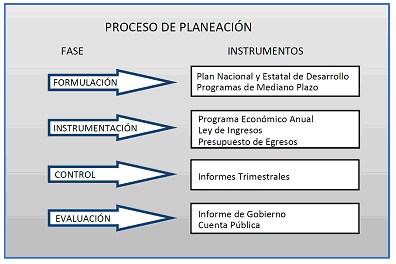 PROCESO DE PLANEACIÓN
FASE
INSTRUMENTOS
FORMULACIÓN
Plan Nacional y Estatal de Desarrollo
Programas de Mediano Plazo
INSTRUMENTACIÓN
Programa Económico Anual
Ley de Ingresos
Presupuesto de Egresos
CONTROL
Informes Trimestrales
EVALUACIÓN
Informe de Gobierno
Cuenta Pública